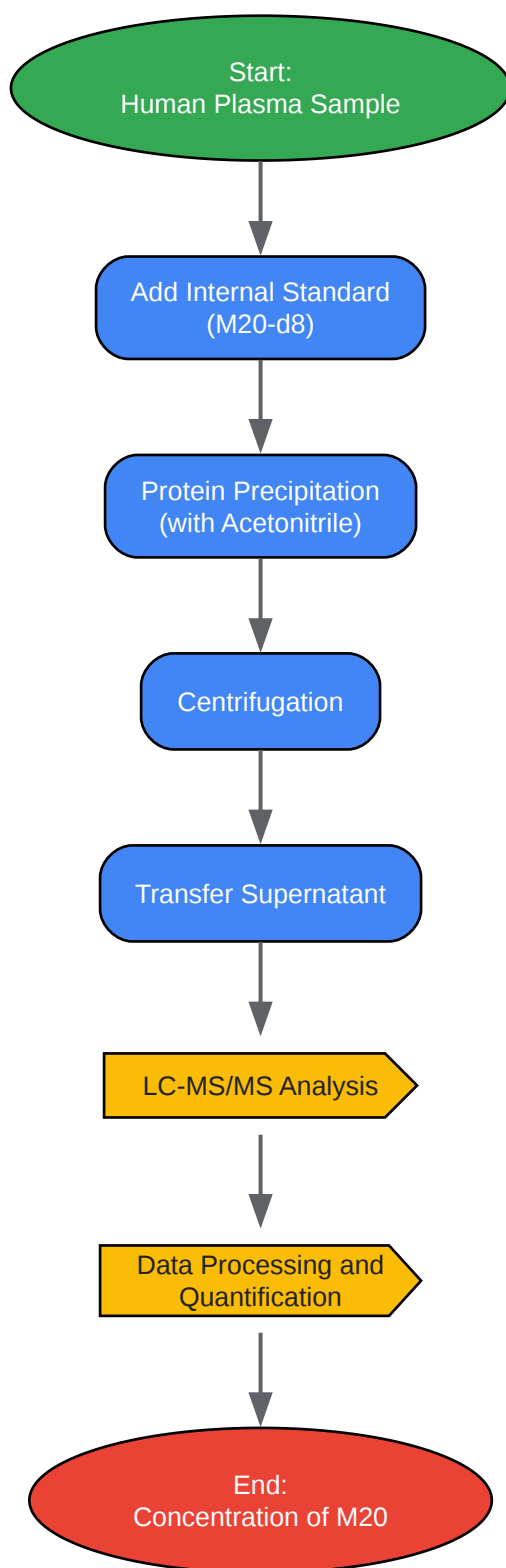 Start:
Human Plasma Sample
Add Internal Standard
(M20-d8)
Protein Precipitation
(with Acetonitrile)
Centrifugation
Transfer Supernatant
LC-MS/MS Analysis
Data Processing and
Quantification
End:
Concentration of M20